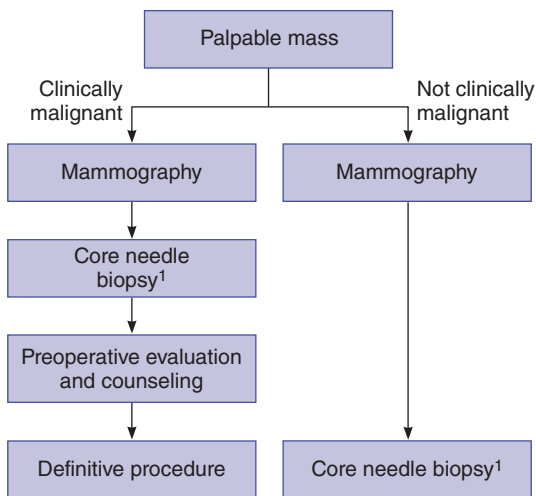 Palpable mass
Clinically
malignant
Not clinically
malignant
Mammography
Mammography
Core needle
biopsy¹
Preoperative evaluation
and counseling
Definitive procedure
Core needle biopsy¹